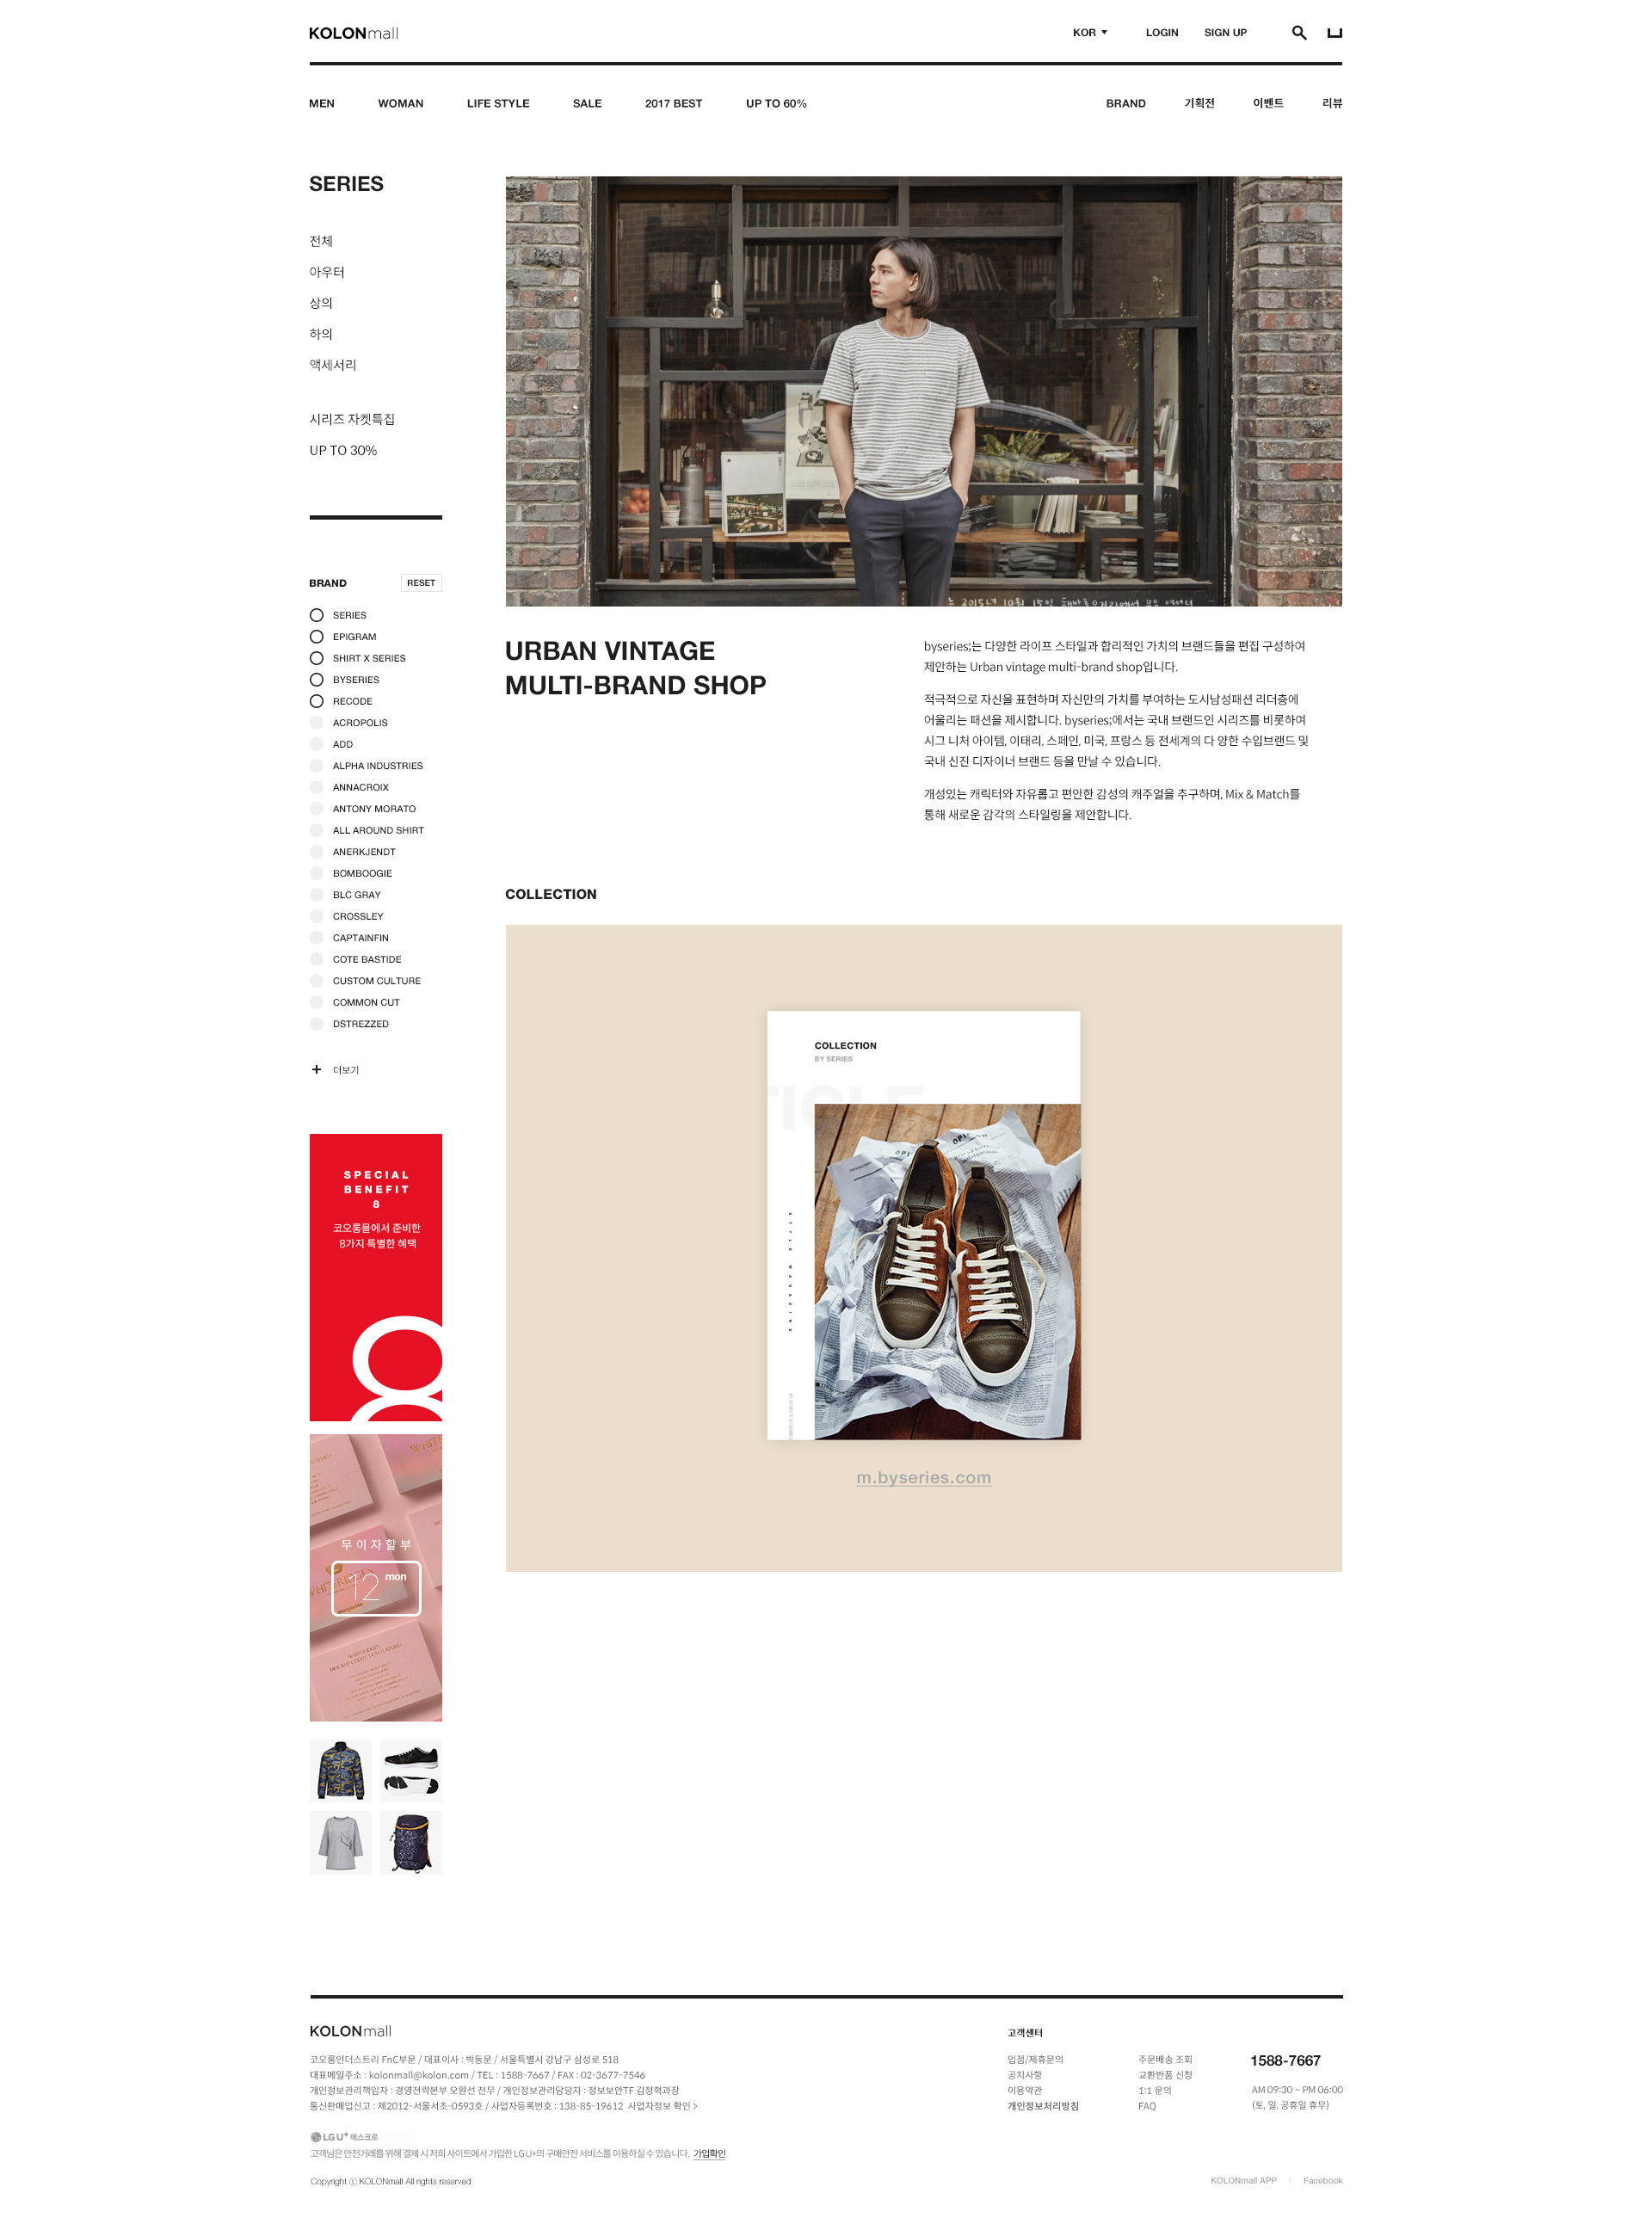 KOLONmall
KOR
LOGIN
SIGN UP
MEN
WOMAN
LIFE STYLE
SALE
2017 BEST
UP TO 60%
BRAND
기획전
이벤트
리뷰
SERIES
전체
아우터
상의
하의
액세서리
시리즈 자켓특집
UP TO 30%
BRAND
RESET
SERIES
EPIGRAM
SHIRT X SERIES
BYSERIES
RECODE
ACROPOLIS
ADD
ALPHA INDUSTRIES
ANNACROIX
ANTONY MORATO
ALL AROUND SHIRT
ANERKJENDT
BOMBOOGIE
BLC GRAY
CROSSLEY
CAPTAINFIN
COTE BASTIDE
CUSTOM CULTURE
COMMON CUT
DSTREZZED
더보기
SPECIAL
BENEFIT
8
코오롱몰에서 준비한
8가지 특별한 혜택
8
무이자할부
12 mon
URBAN VINTAGE
MULTI-BRAND SHOP
byseries;는 다양한 라이프 스타일과 합리적인 가치의 브랜드들을 편집 구성하여
제안하는 Urban vintage multi-brand shop입니다.
적극적으로 자신을 표현하며 자신만의 가치를 부여하는 도시남성패션 리더층에
어울리는 패션을 제시합니다. byseries;에서는 국내 브랜드인 시리즈를 비롯하여
시그 니처 아이템, 이태리, 스페인, 미국, 프랑스 등 전세계의 다 양한 수입브랜드 및
국내 신진 디자이너 브랜드 등을 만날 수 있습니다.
개성있는 캐릭터와 자유롭고 편안한 감성의 캐주얼을 추구하며, Mix & Match를
통해 새로운 감각의 스타일링을 제안합니다.
COLLECTION
COLLECTION
BY SERIES
STYLE MAGAZINE
m.byseries.com
KOLONmall
코오롱인더스트리 FnC부문 / 대표이사 : 박동문 / 서울특별시 강남구 삼성로 518
대표메일주소 : kolonmall@kolon.com / TEL : 1588-7667 / FAX : 02-3677-7546
개인정보관리책임자 : 경영전략본부 오원선 전무 / 개인정보관리담당자 : 정보보안TF 김정혁과장
통신판매업신고 : 제2012-서울서초-0593호 / 사업자등록번호 : 138-85-19612 사업자정보 확인 >
LG U+ 에스크로
고객님은 안전거래를 위해 결제 시 저희 사이트에서 가입한 LG U+의 구매안전 서비스를 이용하실 수 있습니다. 가입확인
Copyright ⓒ KOLONmall All rights reserved
고객센터
입점/제휴문의
공지사항
이용약관
개인정보처리방침
주문배송 조회
교환반품 신청
1:1 문의
FAQ
1588-7667
AM 09:30 ~ PM 06:00
(토, 일, 공휴일 휴무)
KOLONmall APP
Facebook